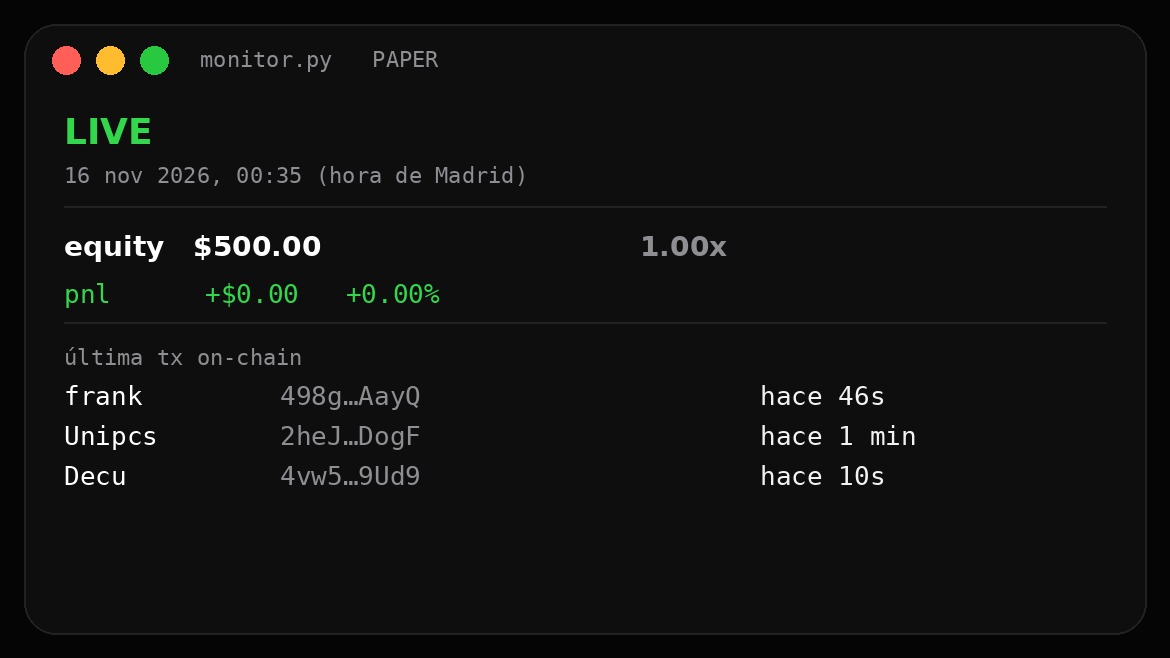 monitor.py PAPER
LIVE
16 nov 2026, 00:35 (hora de Madrid)
equity $500.00 1.00x
pnl +$0.00 +0.00%
última tx on-chain
frank 498g…AayQ hace 46s
Unipcs 2heJ…DogF hace 1 min
Decu 4vw5…9Ud9 hace 10s